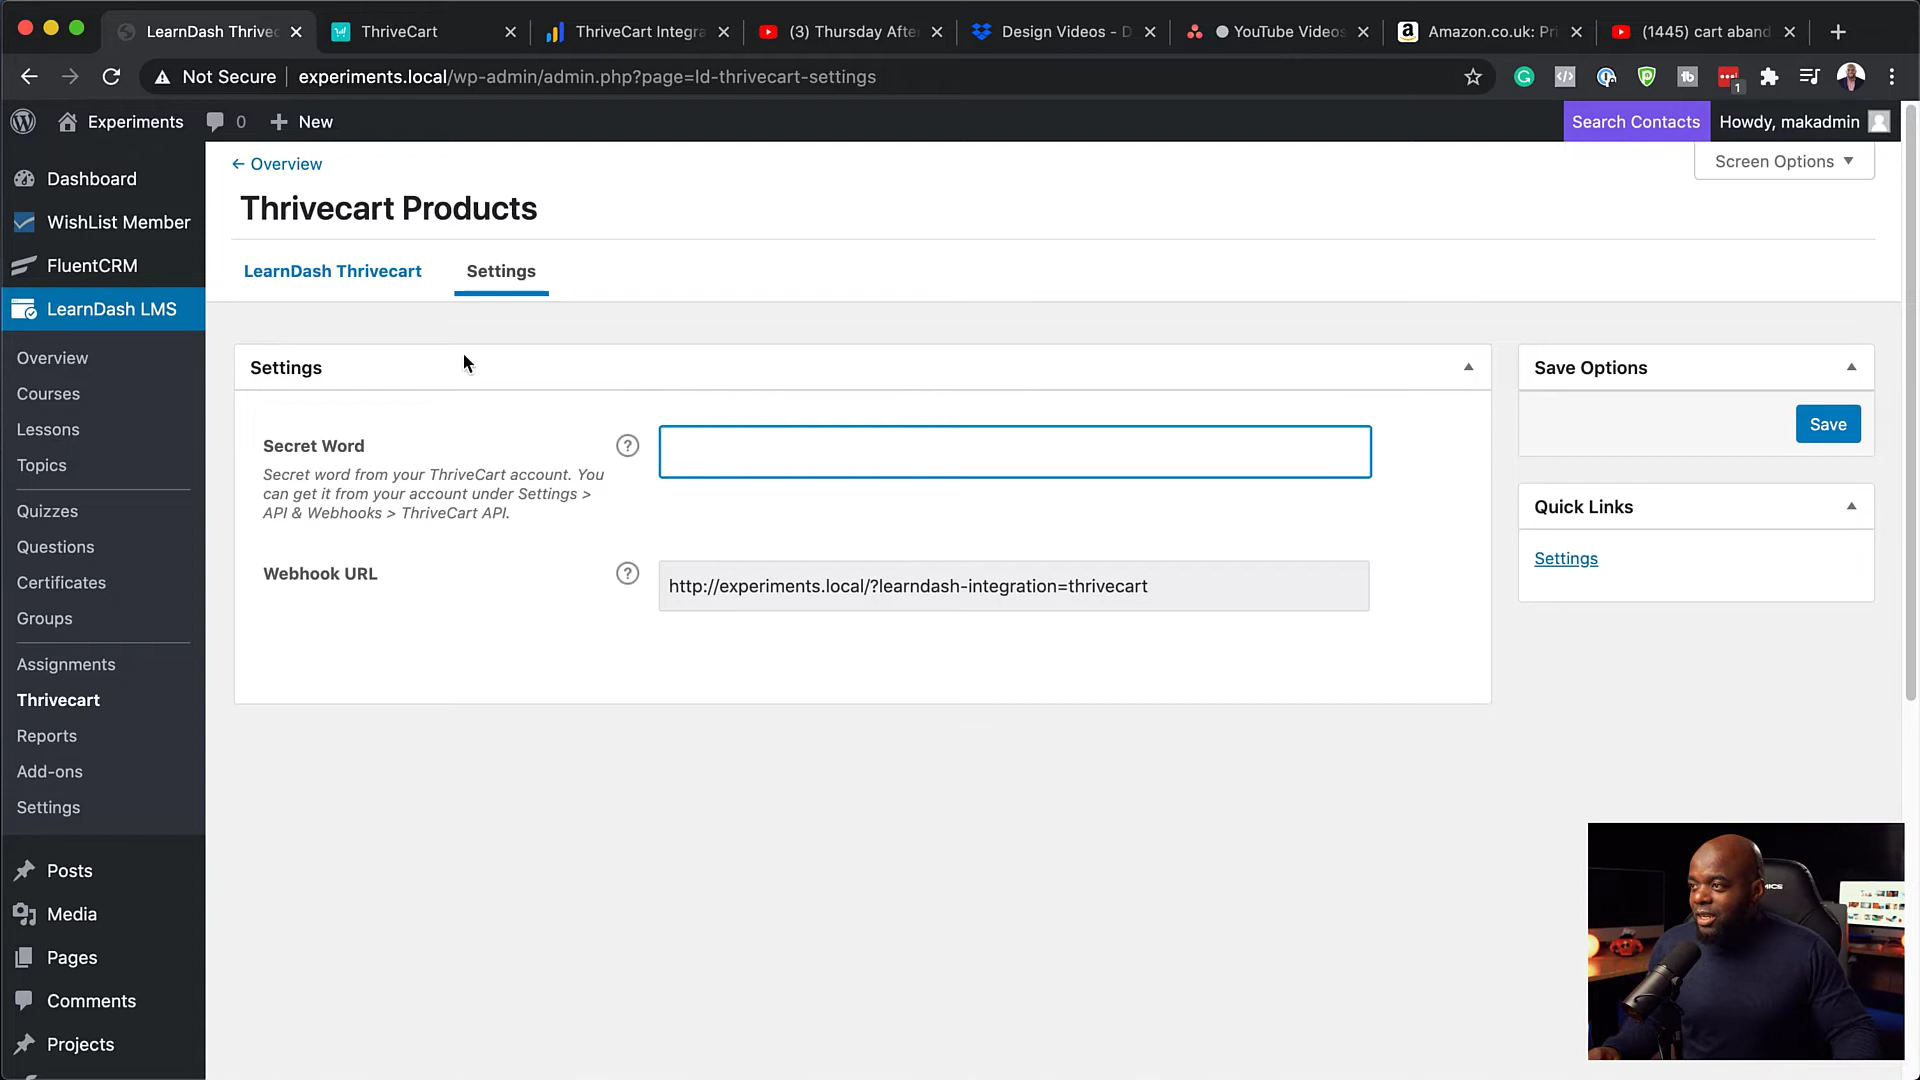 LearnDash Thrivec
ThriveCart
ThriveCart Integra
(3) Thursday Afte
Design Videos - D
YouTube Videos
Amazon.co.uk: Pri
(1445) cart aband
Not Secure
experiments.local/wp-admin/admin.php?page=ld-thrivecart-settings
1
Experiments
0
New
Search Contacts
Howdy, makadmin
Dashboard
WishList Member
FluentCRM
LearnDash LMS
Overview
Courses
Lessons
Topics
Quizzes
Questions
Certificates
Groups
Assignments
Thrivecart
Reports
Add-ons
Settings
Posts
Media
Pages
Comments
Projects
← Overview
Screen Options
Thrivecart Products
LearnDash Thrivecart
Settings
Settings
Secret Word
Secret word from your ThriveCart account. You
can get it from your account under Settings >
API & Webhooks > ThriveCart API.
Webhook URL
http://experiments.local/?learndash-integration=thrivecart
Save Options
Save
Quick Links
Settings